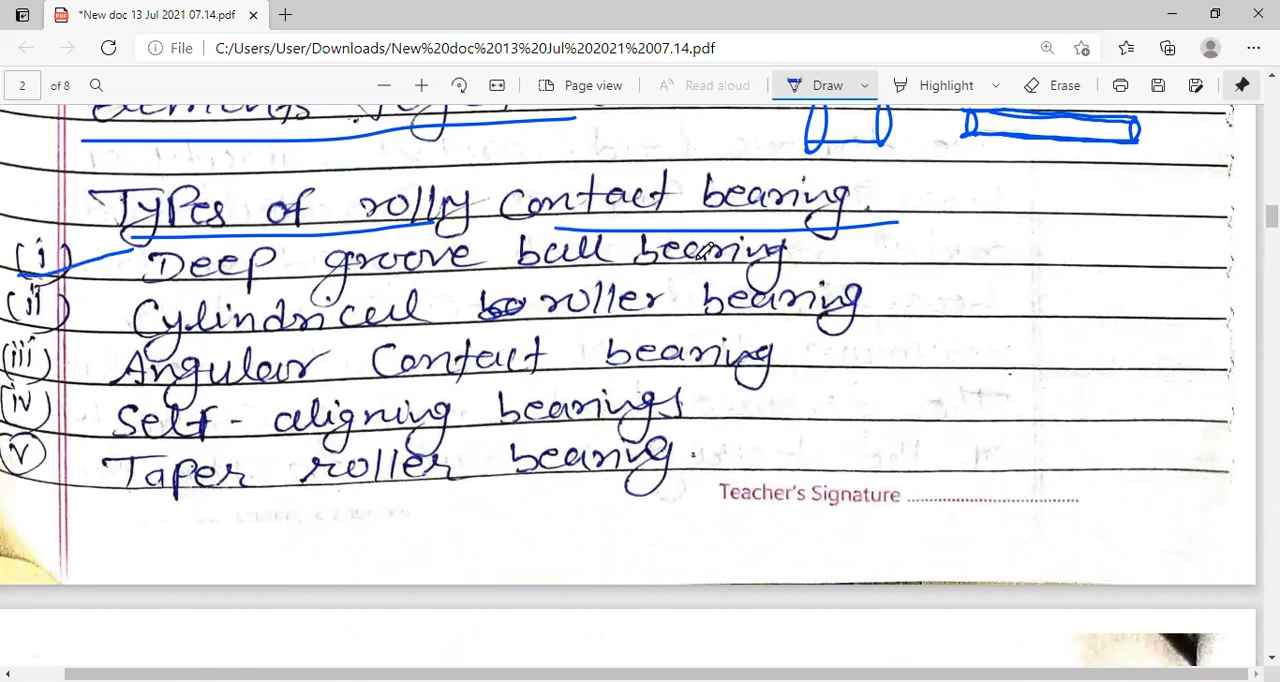 *New doc 13 Jul 2021 07.14.pdf
File C:/Users/User/Downloads/New%20doc%2013%20Jul%202021%2007.14.pdf
2 of 8 Page view Read aloud Draw Highlight Erase
Types of rolly contact bearing.
(i) Deep groove ball bearing
(ii) Cylindrical roller bearing
(iii) Angular contact bearing
(iv) Self-aligning bearings
(v) Taper roller bearing.
Teacher's Signature